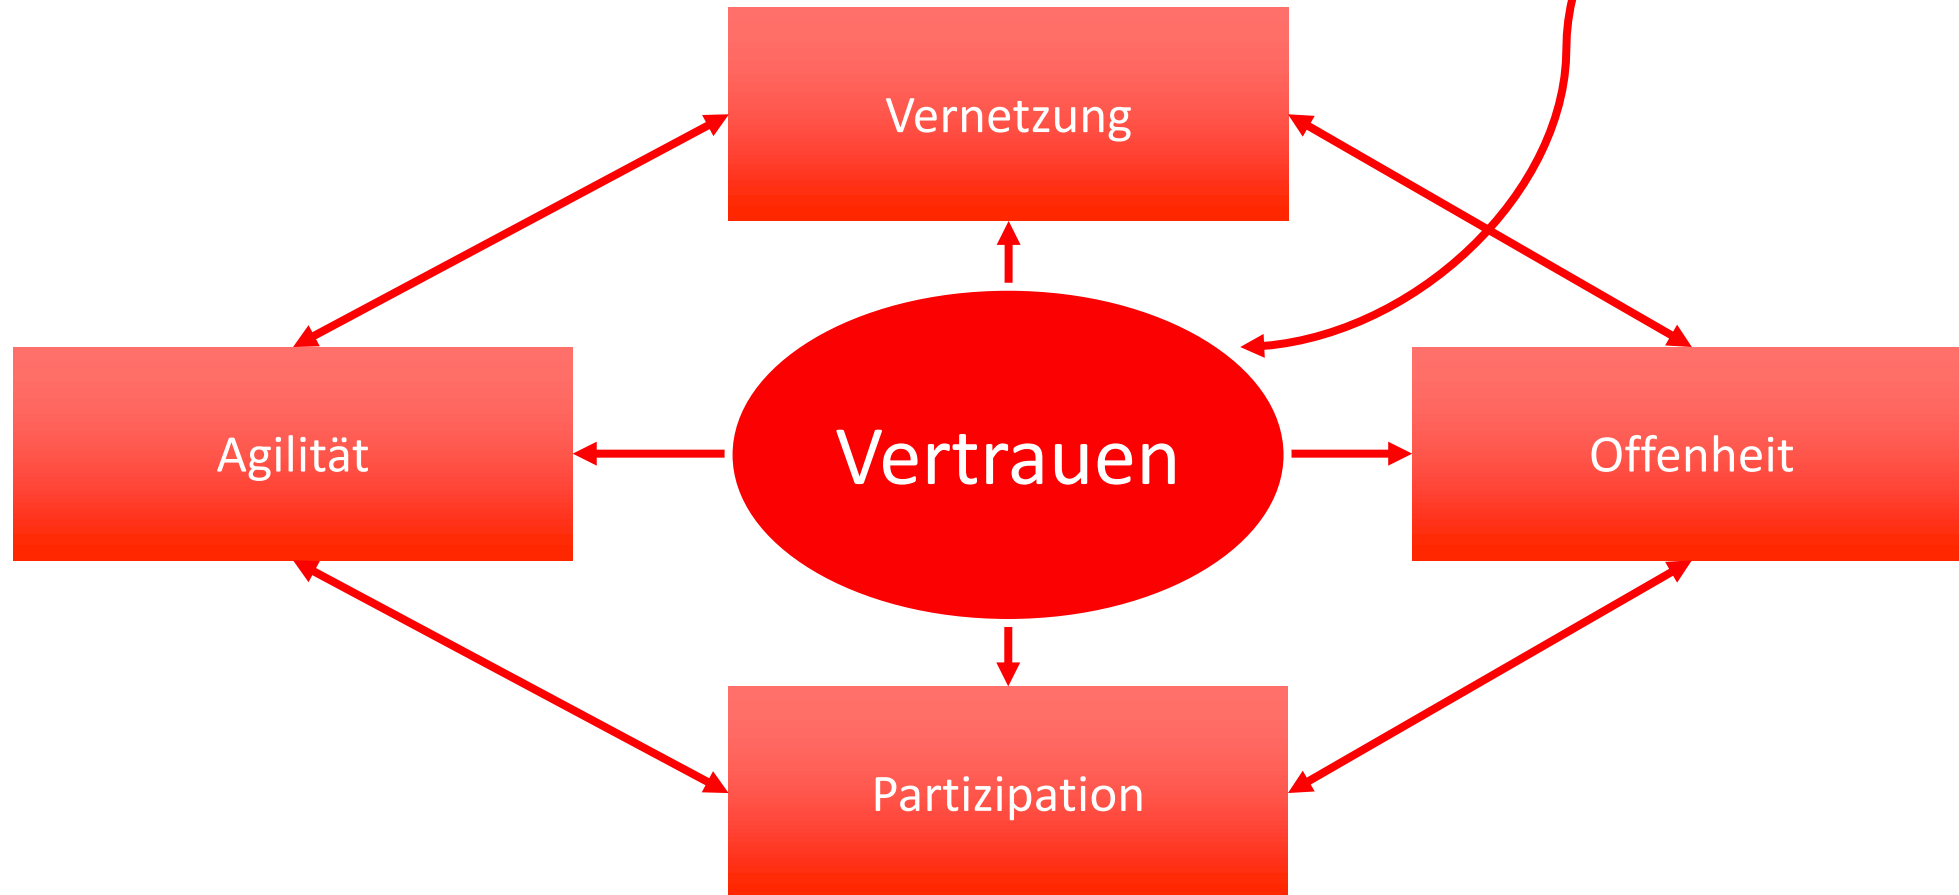 Vernetzung
Agilität
Vertrauen
Offenheit
Partizipation